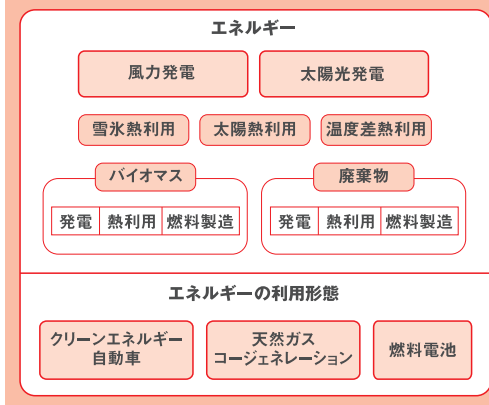 エネルギー
風力発電 太陽光発電
雪氷熱利用 太陽熱利用 温度差熱利用
バイオマス 廃棄物
発電 熱利用 燃料製造 発電 熱利用 燃料製造
エネルギーの利用形態
クリーンエネルギー
自動車
天然ガス
コージェネレーション
燃料電池